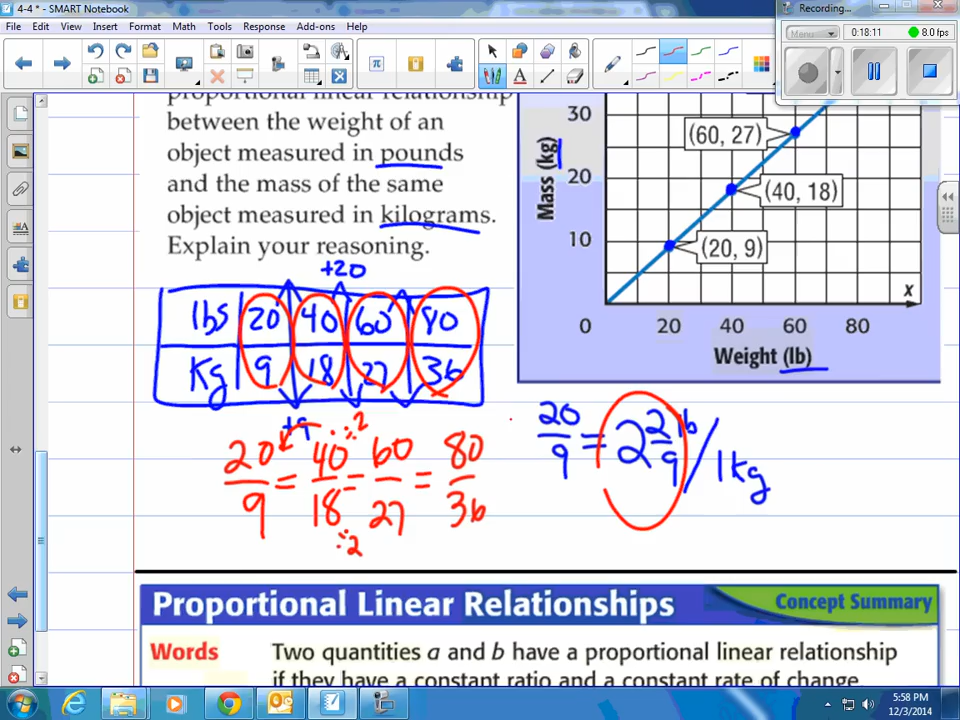 4-4 * - SMART Notebook
Recording...
File Edit View Insert Format Math Tools Response Add-ons Help
Menu
0:18:11
8.0 fps
proportional linear relationship
between the weight of an
object measured in pounds
and the mass of the same
object measured in kilograms.
Explain your reasoning.
Mass (kg)
30
20
10
0 20 40 60 80
x
Weight (lb)
(60, 27)
(40, 18)
(20, 9)
+20
lbs 20 40 60 80
Kg 9 18 27 36
+9
÷2
20/9 = 40/18 = 60/27 = 80/36
÷2
20/9 = 2 2/9 lb / 1kg
Proportional Linear Relationships
Concept Summary
Words Two quantities a and b have a proportional linear relationship
if they have a constant ratio and a constant rate of change.
5:58 PM
12/3/2014